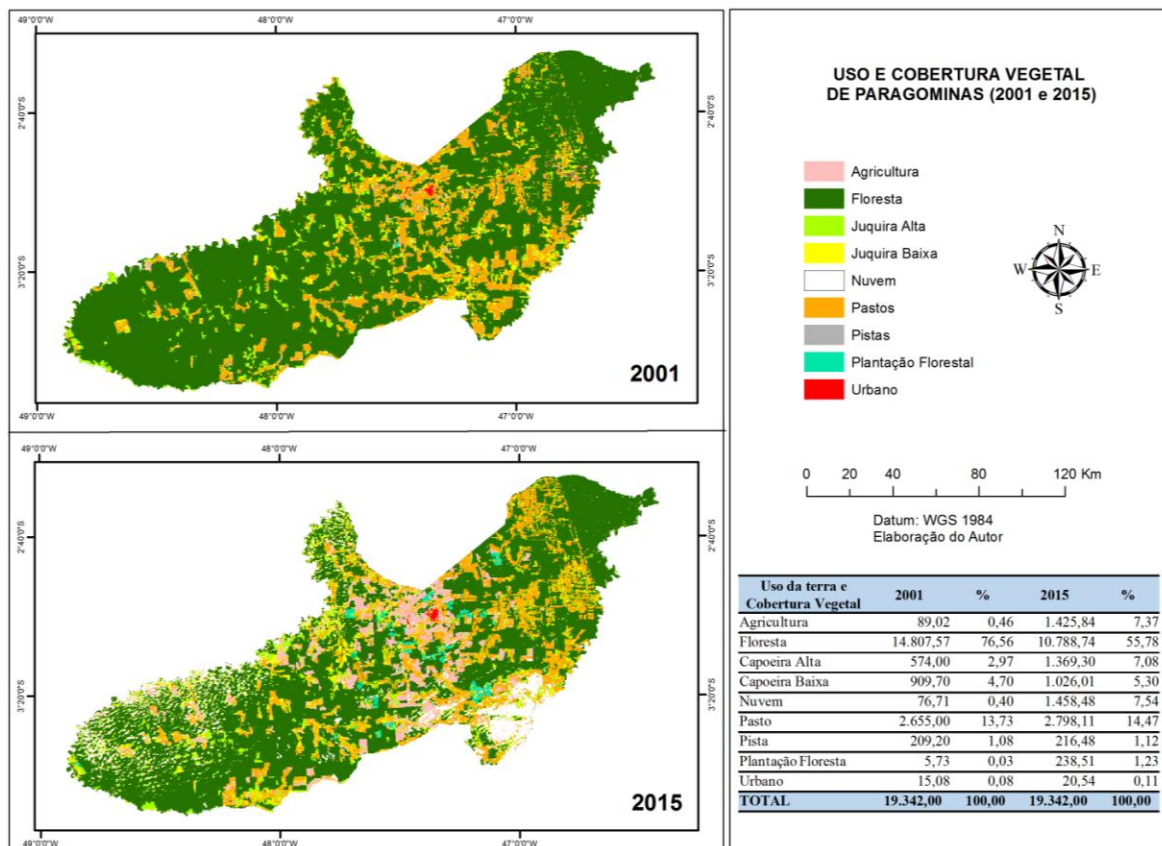 49°0'0"W 48°0'0"W 47°0'0"W
2°40'0"S 2°40'0"S
3°20'0"S 3°20'0"S
2001
49°0'0"W 48°0'0"W 47°0'0"W
49°0'0"W 48°0'0"W 47°0'0"W
2°40'0"S 2°40'0"S
3°20'0"S 3°20'0"S
2015
49°0'0"W 48°0'0"W 47°0'0"W
USO E COBERTURA VEGETAL
DE PARAGOMINAS (2001 e 2015)
Agricultura
Floresta
Juquira Alta
Juquira Baixa
Nuvem
Pastos
Pistas
Plantação Florestal
Urbano
N
W E
S
0 20 40 80 120 Km
Datum: WGS 1984
Elaboração do Autor
Uso da terra e
Cobertura Vegetal 2001 % 2015 %
Agricultura 89,02 0,46 1.425,84 7,37
Floresta 14.807,57 76,56 10.788,74 55,78
Capoeira Alta 574,00 2,97 1.369,30 7,08
Capoeira Baixa 909,70 4,70 1.026,01 5,30
Nuvem 76,71 0,40 1.458,48 7,54
Pasto 2.655,00 13,73 2.798,11 14,47
Pista 209,20 1,08 216,48 1,12
Plantação Floresta 5,73 0,03 238,51 1,23
Urbano 15,08 0,08 20,54 0,11
TOTAL 19.342,00 100,00 19.342,00 100,00